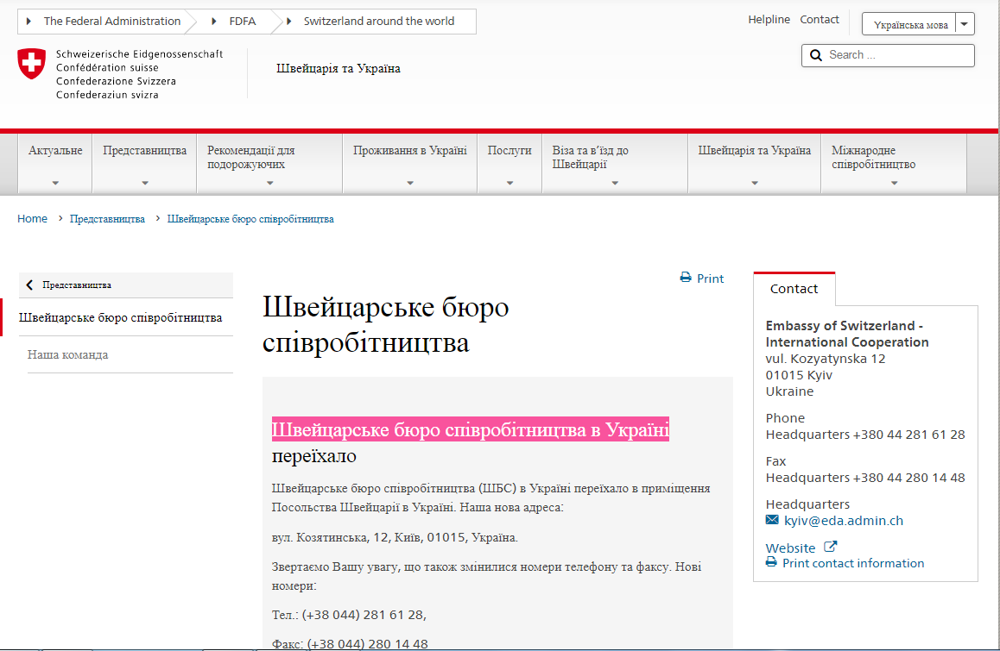 The Federal Administration
FDFA
Switzerland around the world
Helpline Contact
Українська мова
Search ...
Schweizerische Eidgenossenschaft
Confédération suisse
Confederazione Svizzera
Confederaziun svizra
Швейцарія та Україна
Актуальне
Представництва
Рекомендації для
подорожуючих
Проживання в Україні
Послуги
Віза та в’їзд до
Швейцарії
Швейцарія та Україна
Міжнародне
співробітництво
Home > Представництва > Швейцарське бюро співробітництва
Представництва
Швейцарське бюро співробітництва
Наша команда
Print
Швейцарське бюро
співробітництва
Швейцарське бюро співробітництва в Україні
переїхало
Швейцарське бюро співробітництва (ШБС) в Україні переїхало в приміщення
Посольства Швейцарії в Україні. Наша нова адреса:
вул. Козятинська, 12, Київ, 01015, Україна.
Звертаємо Вашу увагу, що також змінилися номери телефону та факсу. Нові
номери:
Тел.: (+38 044) 281 61 28,
Факс: (+38 044) 280 14 48
Contact
Embassy of Switzerland -
International Cooperation
vul. Kozyatynska 12
01015 Kyiv
Ukraine
Phone
Headquarters +380 44 281 61 28
Fax
Headquarters +380 44 280 14 48
Headquarters
kyiv@eda.admin.ch
Website
Print contact information